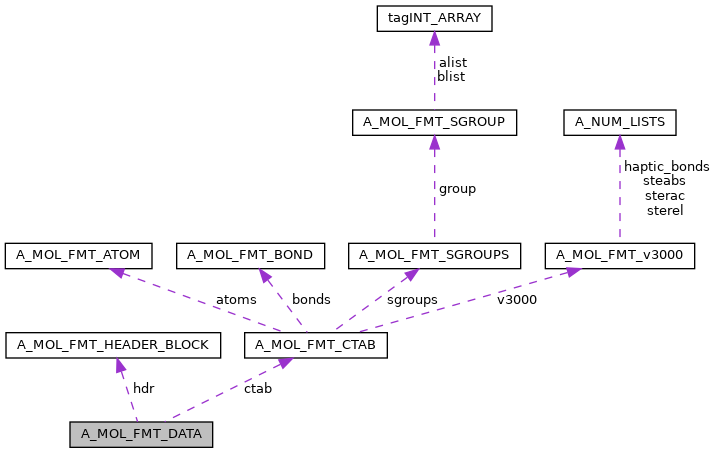 tagINT_ARRAY
alist
blist
A_MOL_FMT_SGROUP
A_NUM_LISTS
group
haptic_bonds
steabs
sterac
sterel
A_MOL_FMT_ATOM
A_MOL_FMT_BOND
A_MOL_FMT_SGROUPS
A_MOL_FMT_v3000
atoms
bonds
sgroups
v3000
A_MOL_FMT_HEADER_BLOCK
A_MOL_FMT_CTAB
hdr
ctab
A_MOL_FMT_DATA